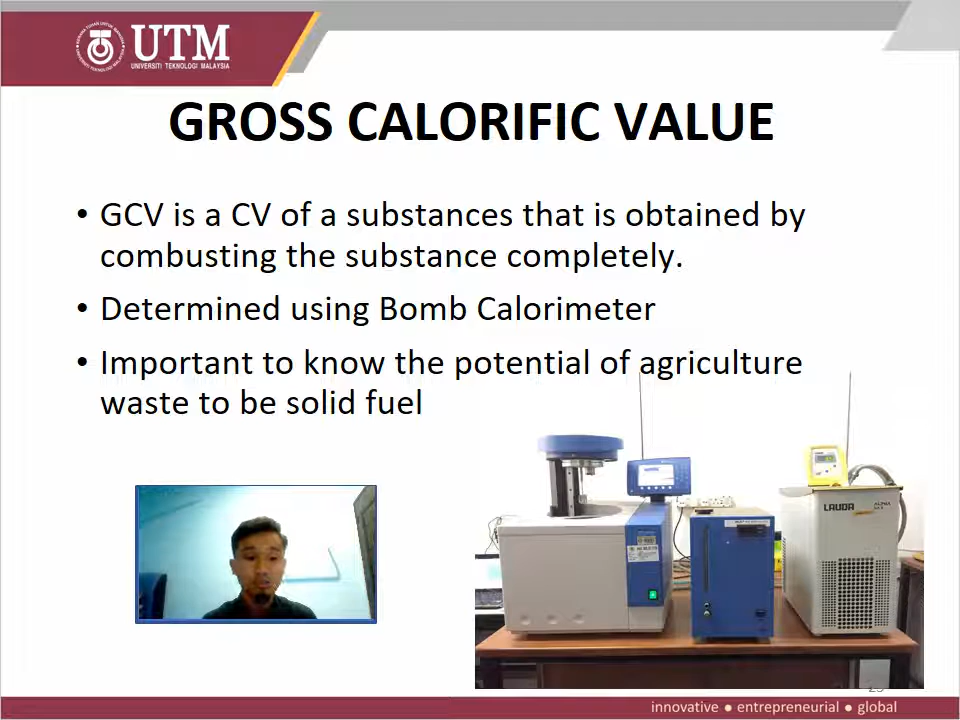 UTM
UNIVERSITI TEKNOLOGI MALAYSIA
GROSS CALORIFIC VALUE
• GCV is a CV of a substances that is obtained by
combusting the substance completely.
• Determined using Bomb Calorimeter
• Important to know the potential of agriculture
waste to be solid fuel
LAUDA
ALPHA
innovative ● entrepreneurial ● global